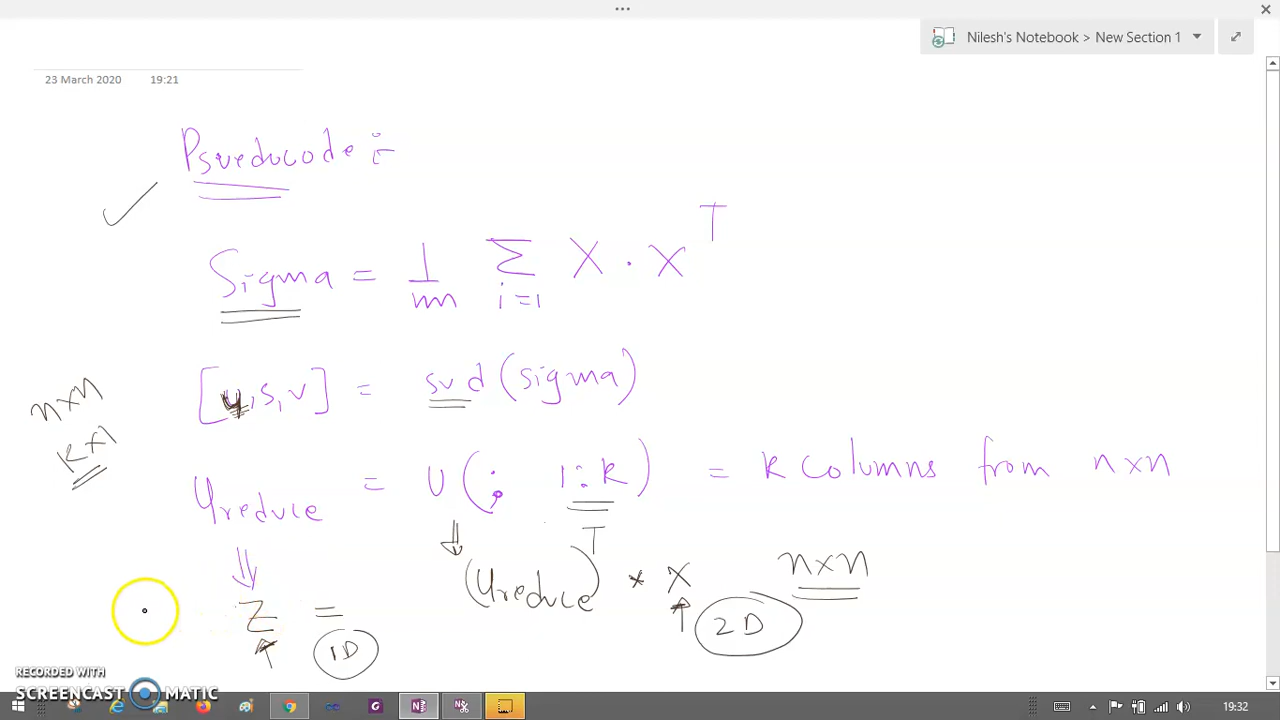 Nilesh's Notebook > New Section 1
23 March 2020 19:21
Psueducode :-
Sigma = 1/m Σ i=1 X · X^T
[u, s, v] = svd (sigma)
n×n
k×1
Ureduce = U(: 1:k) = k columns from n×n
Z = (Ureduce)^T * X n×n
1D 2D
RECORDED WITH
SCREENCAST MATIC
19:32